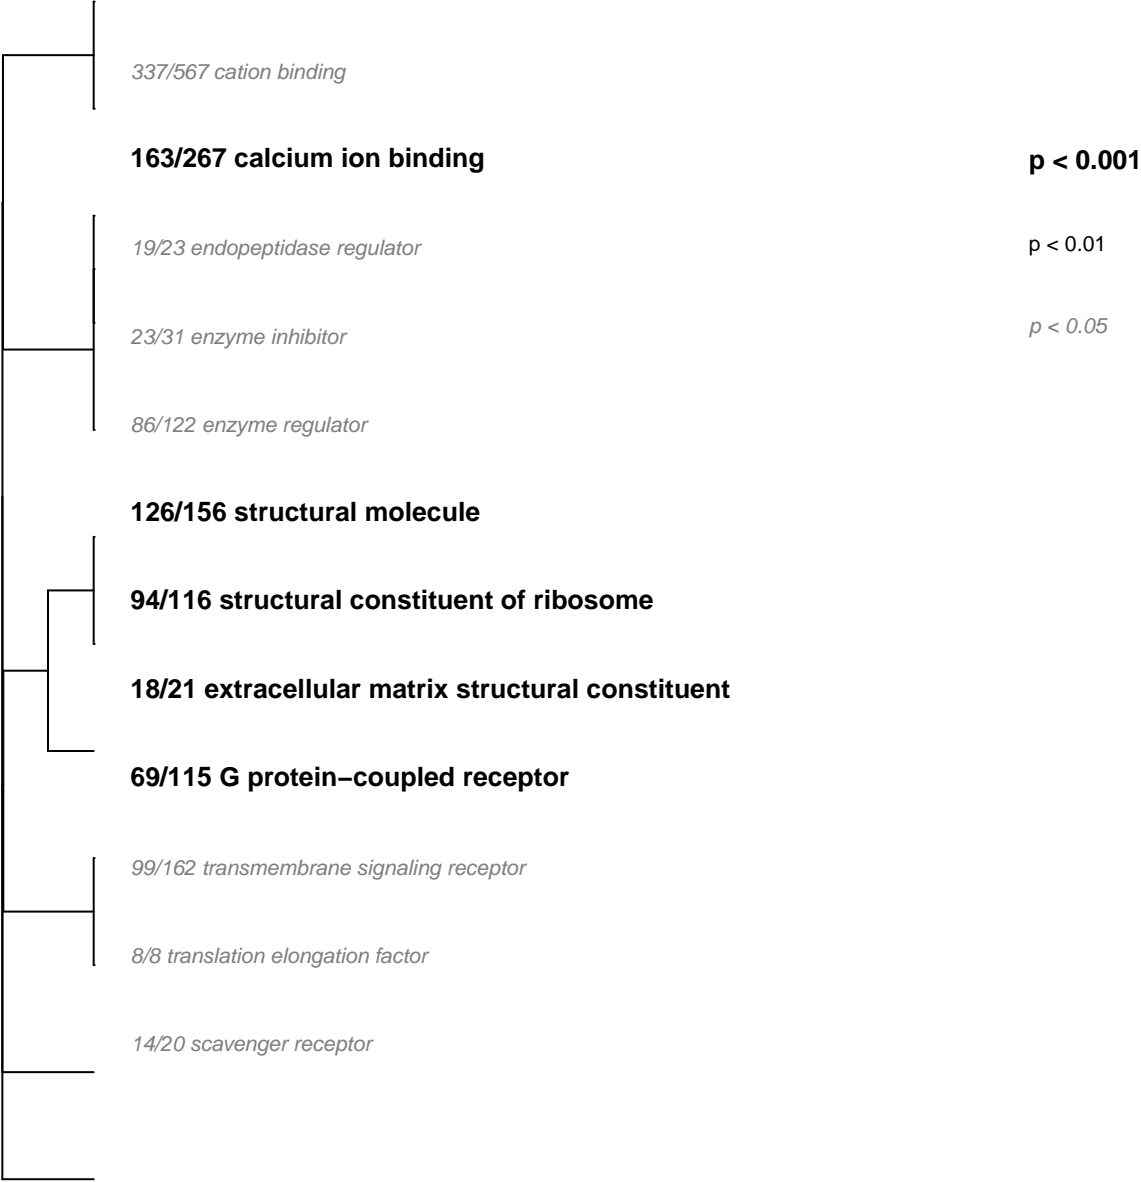 337/567 cation binding
163/267 calcium ion binding
p < 0.001
19/23 endopeptidase regulator
p < 0.01
23/31 enzyme inhibitor
p < 0.05
86/122 enzyme regulator
126/156 structural molecule
94/116 structural constituent of ribosome
18/21 extracellular matrix structural constituent
69/115 G protein−coupled receptor
99/162 transmembrane signaling receptor
8/8 translation elongation factor
14/20 scavenger receptor